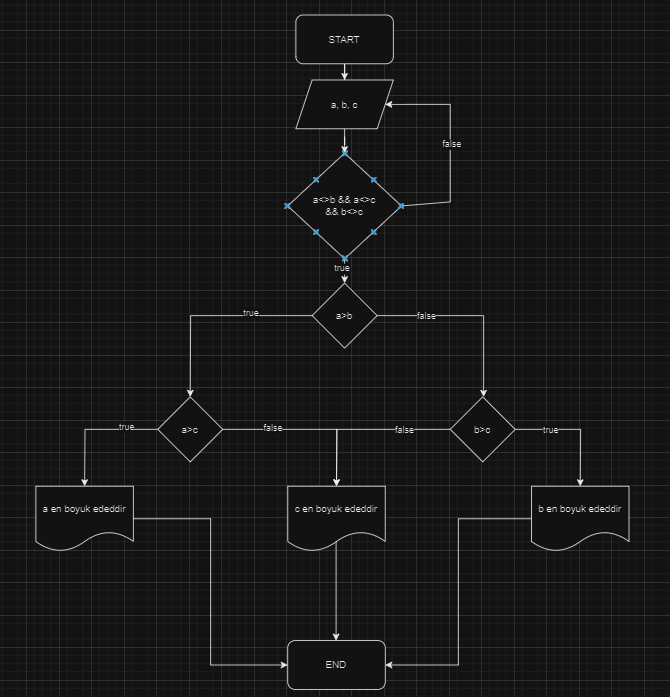 START
a, b, c
false
a<>b && a<>c
&& b<>c
true
a>b
true
false
a>c
b>c
true
false
false
true
a en boyuk ededdir
c en boyuk ededdir
b en boyuk ededdir
END